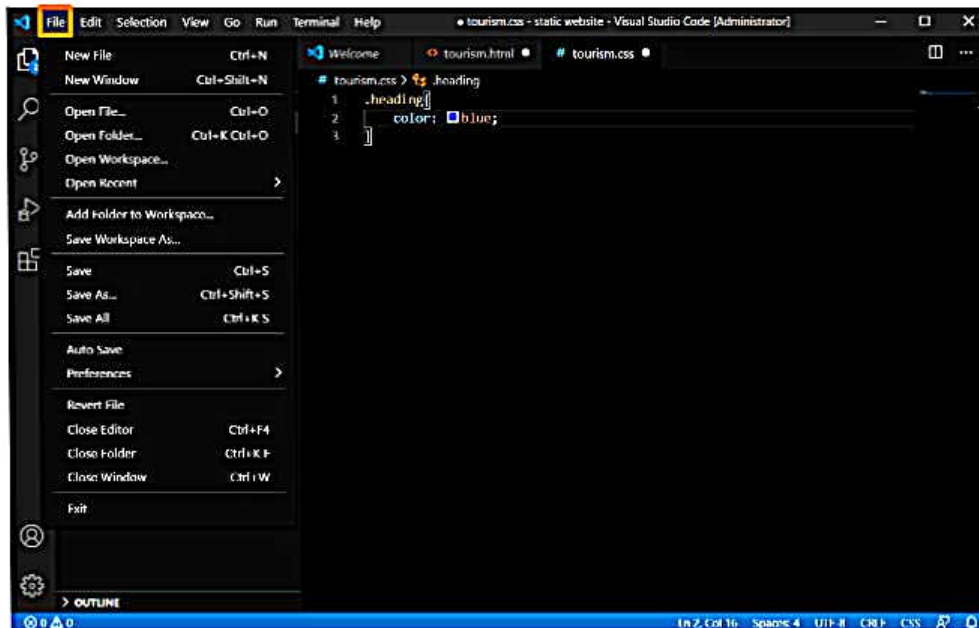 File Edit Selection View Go Run Terminal Help ● tourism.css - static website - Visual Studio Code [Administrator]
New File Ctrl+N
New Window Ctrl+Shift+N
Open File... Ctrl+O
Open Folder... Ctrl+K Ctrl+O
Open Workspace...
Open Recent >
Add Folder to Workspace...
Save Workspace As...
Save Ctrl+S
Save As... Ctrl+Shift+S
Save All Ctrl+K S
Auto Save
Preferences >
Revert File
Close Editor Ctrl+F4
Close Folder Ctrl+K F
Close Window Ctrl+W
Exit
> OUTLINE
Welcome tourism.html ● # tourism.css ●
# tourism.css > .heading
1 .heading{
2 color: blue;
3 }
0 0 Ln 2, Col 16 Spaces: 4 UTF-8 CRLF CSS